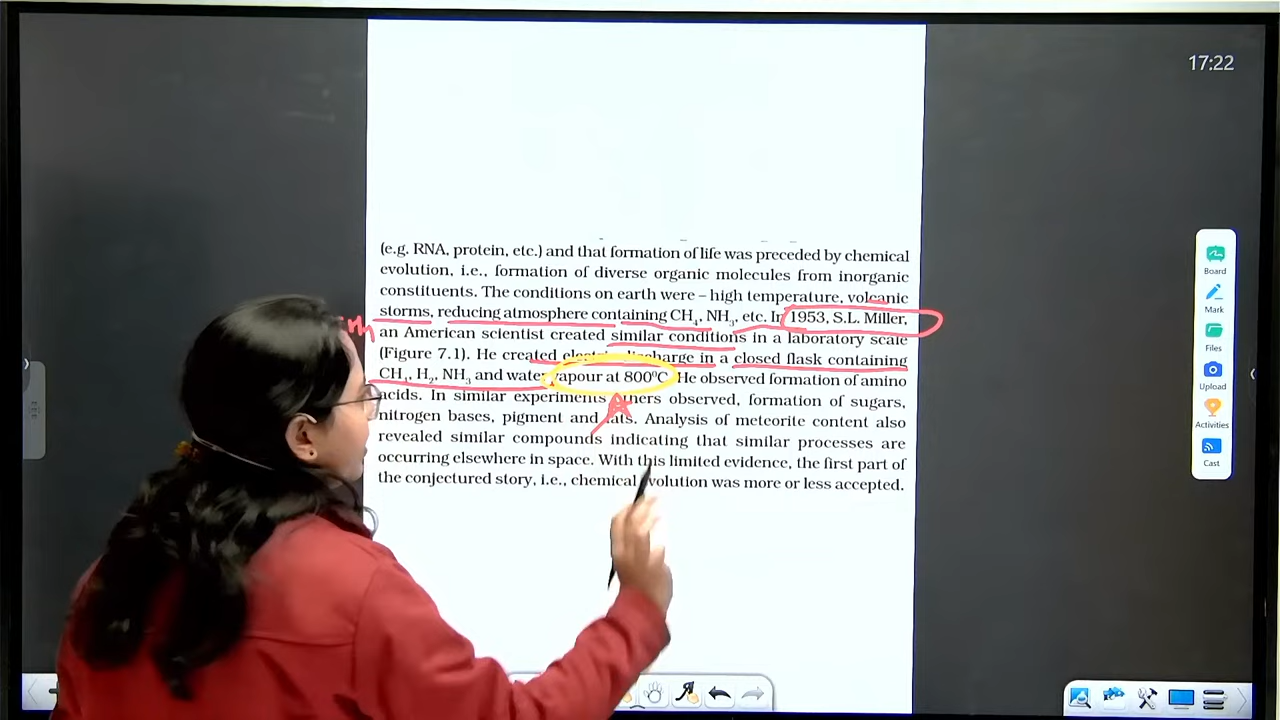 17:22
(e.g. RNA, protein, etc.) and that formation of life was preceded by chemical
evolution, i.e., formation of diverse organic molecules from inorganic
constituents. The conditions on earth were – high temperature, volcanic
storms, reducing atmosphere containing CH₄, NH₃, etc. In 1953, S.L. Miller,
an American scientist created similar conditions in a laboratory scale
(Figure 7.1). He created electric discharge in a closed flask containing
CH₄, H₂, NH₃ and water vapour at 800⁰C. He observed formation of amino
acids. In similar experiments others observed, formation of sugars,
nitrogen bases, pigment and fats. Analysis of meteorite content also
revealed similar compounds indicating that similar processes are
occurring elsewhere in space. With this limited evidence, the first part of
the conjectured story, i.e., chemical evolution was more or less accepted.
Board
Mark
Files
Upload
Activities
Cast